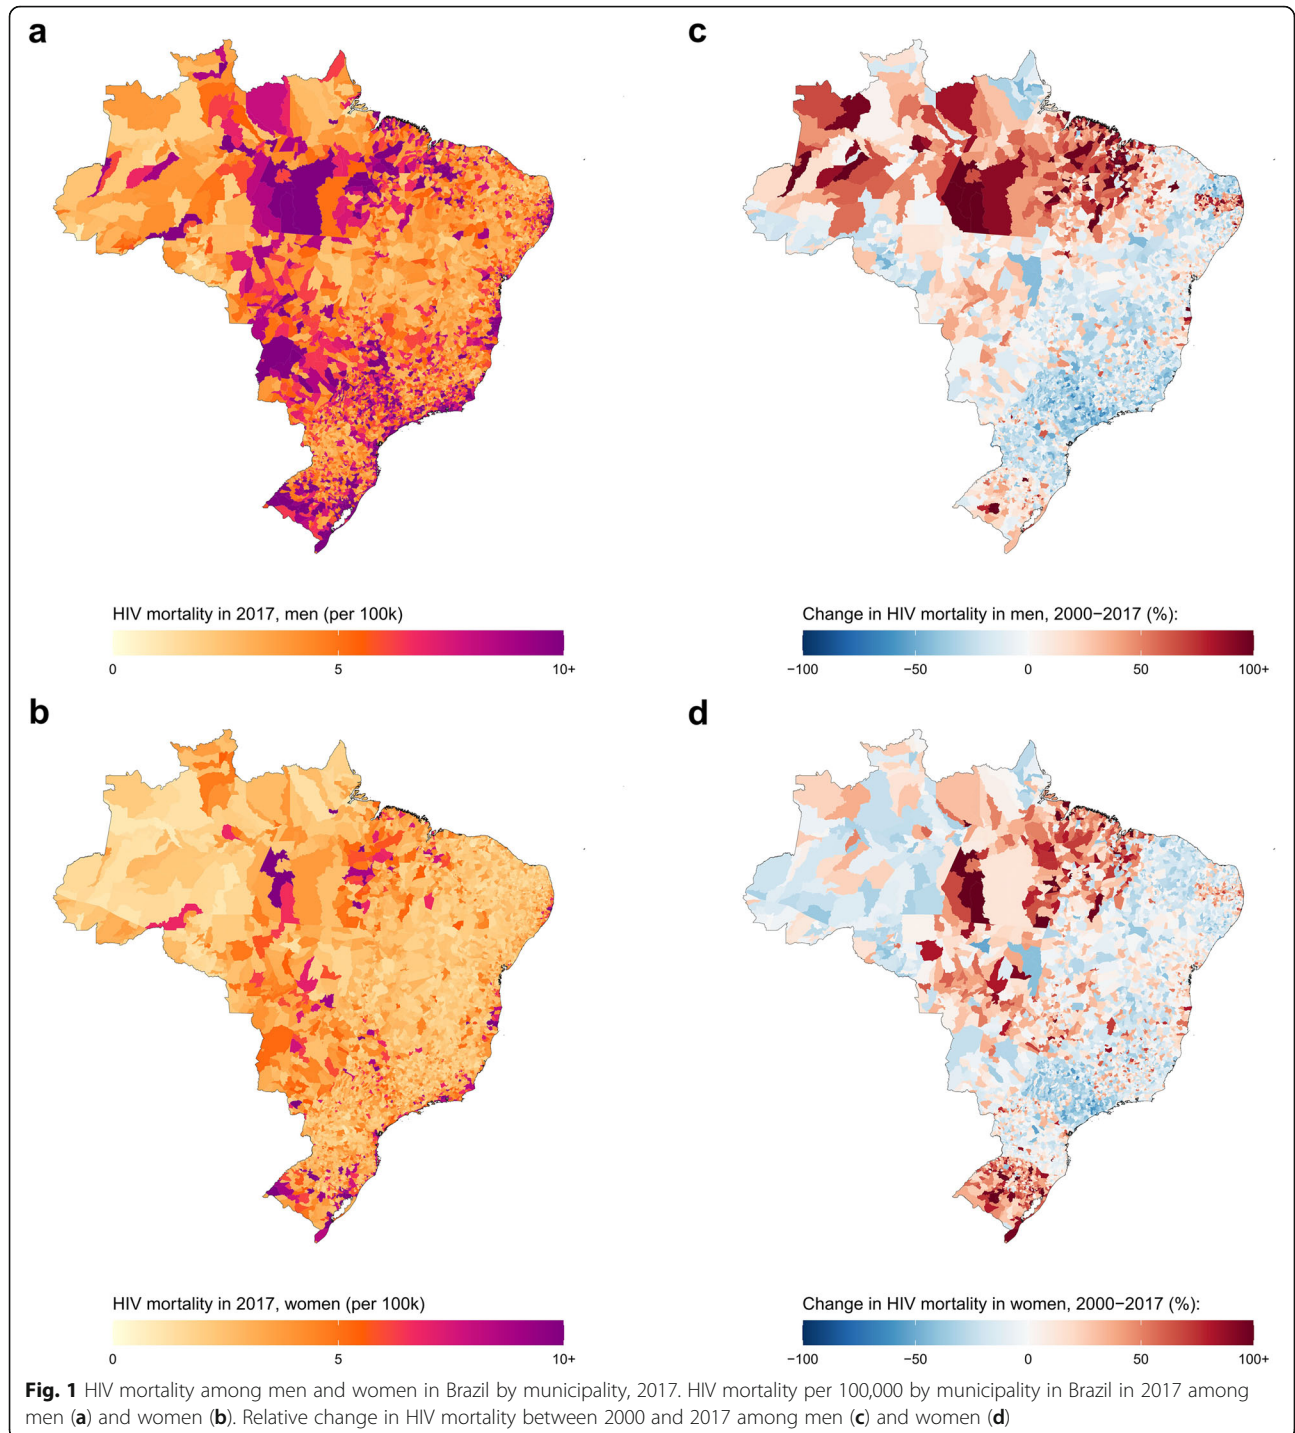 a
c
HIV mortality in 2017, men (per 100k)
0 5 10+
Change in HIV mortality in men, 2000−2017 (%):
−100 −50 0 50 100+
b
d
HIV mortality in 2017, women (per 100k)
0 5 10+
Change in HIV mortality in women, 2000−2017 (%):
−100 −50 0 50 100+
Fig. 1 HIV mortality among men and women in Brazil by municipality, 2017. HIV mortality per 100,000 by municipality in Brazil in 2017 among
men (a) and women (b). Relative change in HIV mortality between 2000 and 2017 among men (c) and women (d)